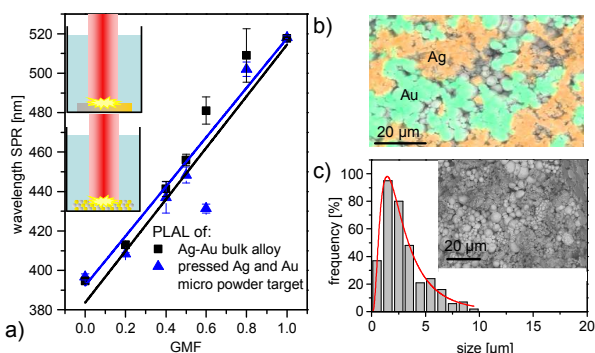 520
500
480
460
440
420
400
380
wavelength SPR [nm]
0.0 0.2 0.4 0.6 0.8 1.0
GMF
PLAL of:
Ag-Au bulk alloy
pressed Ag and Au
micro powder target
a)
b)
Ag
Au
20 µm
c)
100
80
60
40
20
0
frequency [%]
20 µm
0 5 10 15 20
size [µm]